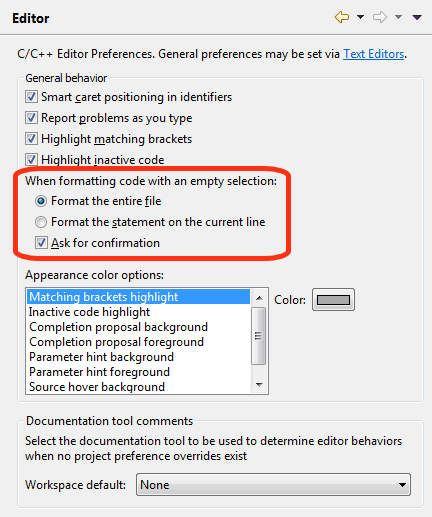 Editor
C/C++ Editor Preferences. General preferences may be set via Text Editors.
General behavior
Smart caret positioning in identifiers
Report problems as you type
Highlight matching brackets
Highlight inactive code
When formatting code with an empty selection:
Format the entire file
Format the statement on the current line
Ask for confirmation
Appearance color options:
Matching brackets highlight
Color:
Inactive code highlight
Completion proposal background
Completion proposal foreground
Parameter hint background
Parameter hint foreground
Source hover background
Documentation tool comments
Select the documentation tool to be used to determine editor behaviors
when no project preference overrides exist
Workspace default: None